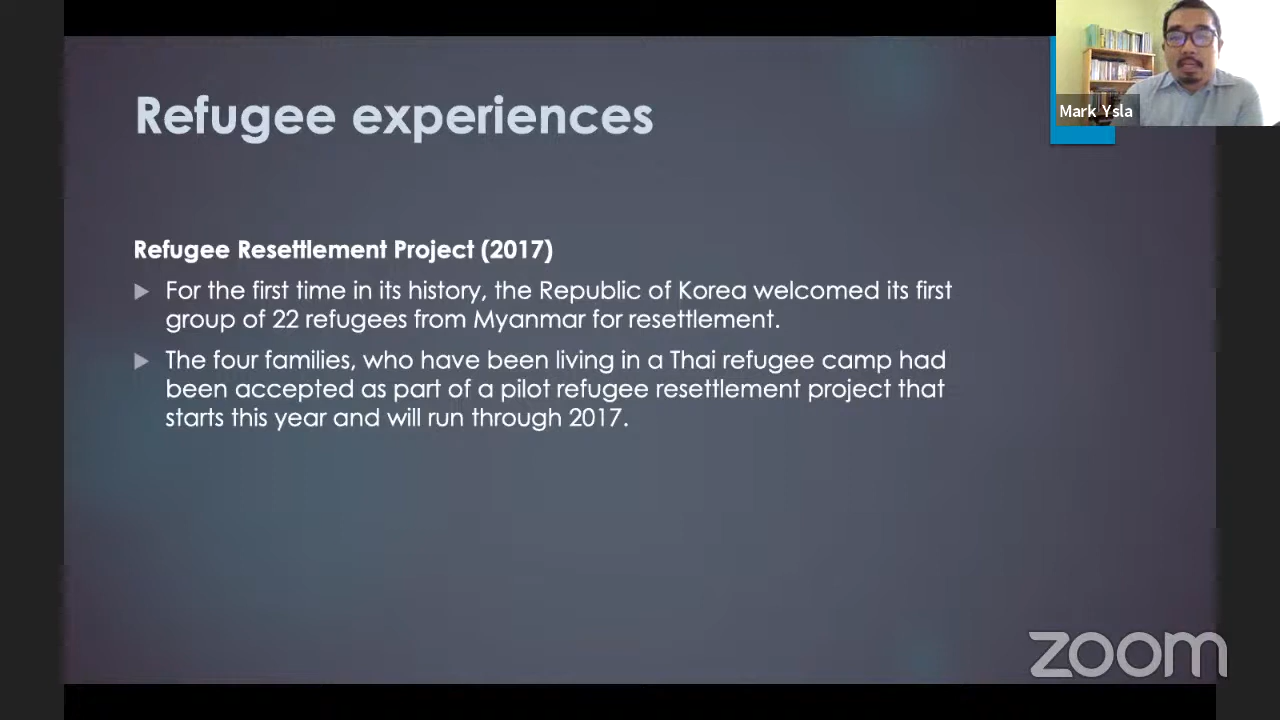 Refugee experiences
Mark Ysla
Refugee Resettlement Project (2017)
For the first time in its history, the Republic of Korea welcomed its first
group of 22 refugees from Myanmar for resettlement.
The four families, who have been living in a Thai refugee camp had
been accepted as part of a pilot refugee resettlement project that
starts this year and will run through 2017.
zoom